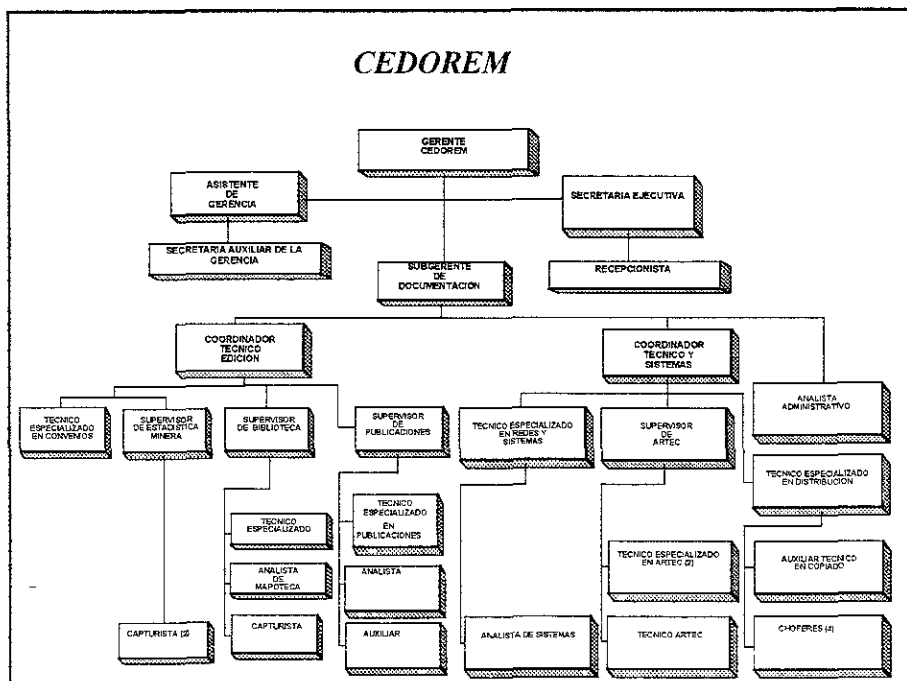 CEDOREM
GERENTE
CEDOREM
ASISTENTE
DE
GERENCIA
SECRETARIA EJECUTIVA
SECRETARIA AUXILIAR DE LA
GERENCIA
SUBGERENTE
DE
DOCUMENTACION
RECEPCIONISTA
COORDINADOR
TECNICO
EDICION
COORDINADOR
TECNICO Y
SISTEMAS
ANALISTA
ADMINISTRATIVO
TECNICO
ESPECIALIZADO
EN CONVENIOS
SUPERVISOR
DE ESTADISTICA
MINERA
SUPERVISOR
DE BIBLIOTECA
SUPERVISOR
DE
PUBLICACIONES
TECNICO ESPECIALIZADO
EN REDES Y
SISTEMAS
SUPERVISOR
DE
ARTEC
TECNICO ESPECIALIZADO
EN DISTRIBUCION
TECNICO
ESPECIALIZADO
TECNICO
ESPECIALIZADO
EN
PUBLICACIONES
ANALISTA
DE
MAPOTECA
ANALISTA
TECNICO ESPECIALIZADO
EN ARTEC (2)
AUXILIAR TECNICO
EN COPIADO
CAPTURISTA
CAPTURISTA
AUXILIAR
ANALISTA DE SISTEMAS
TECNICO ARTEC
CHOFERES (4)